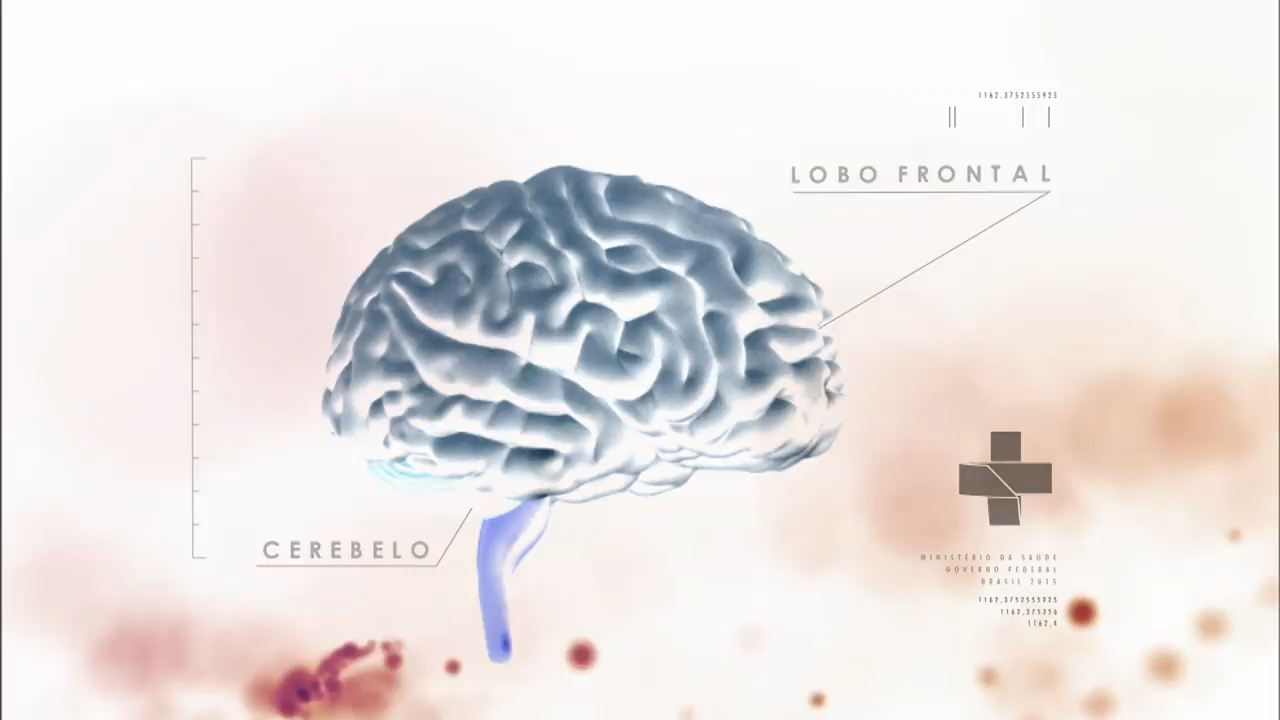 1162,3752555925
LOBO FRONTAL
CEREBELO
MINISTÉRIO DA SAÚDE
GOVERNO FEDERAL
BRASIL 2015
1162,3752555925
1162,375256
1162,4